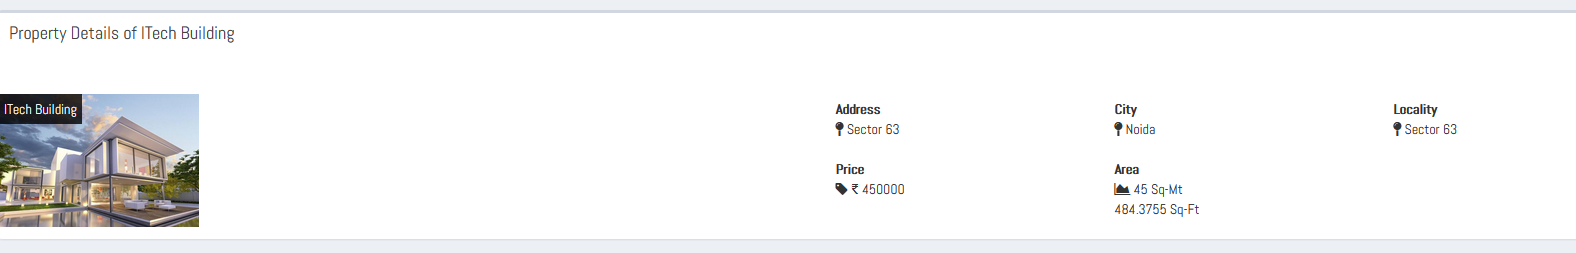 Property Details of ITech Building
ITech Building
Address
Sector 63
City
Noida
Locality
Sector 63
Price
₹ 450000
Area
45 Sq-Mt
484.3755 Sq-Ft